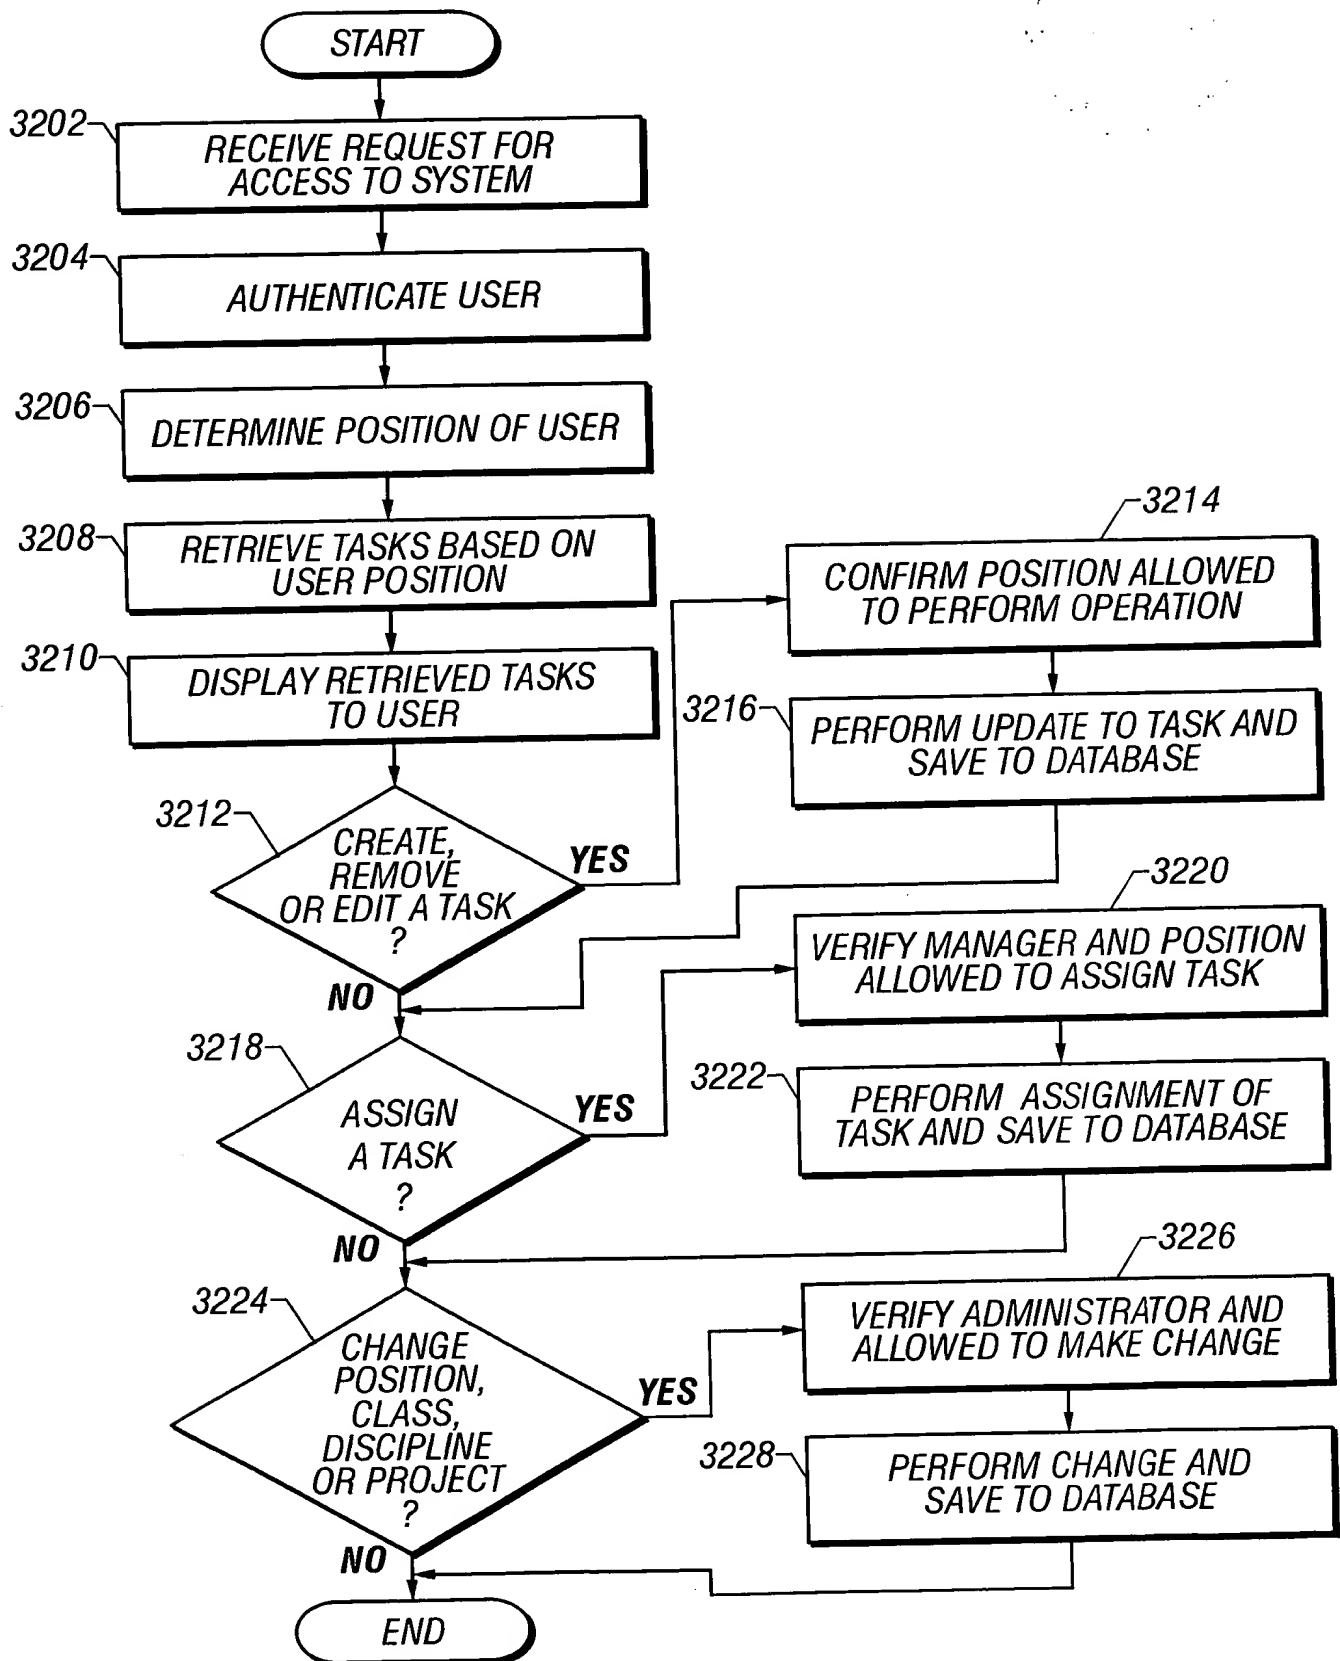 START
3202
RECEIVE REQUEST FOR
ACCESS TO SYSTEM
3204
AUTHENTICATE USER
3206
DETERMINE POSITION OF USER
3208
RETRIEVE TASKS BASED ON
USER POSITION
3210
DISPLAY RETRIEVED TASKS
TO USER
3212
CREATE,
REMOVE
OR EDIT A TASK
?
YES
NO
3214
CONFIRM POSITION ALLOWED
TO PERFORM OPERATION
3216
PERFORM UPDATE TO TASK AND
SAVE TO DATABASE
3218
ASSIGN
A TASK
?
YES
NO
3220
VERIFY MANAGER AND POSITION
ALLOWED TO ASSIGN TASK
3222
PERFORM ASSIGNMENT OF
TASK AND SAVE TO DATABASE
3224
CHANGE
POSITION,
CLASS,
DISCIPLINE
OR PROJECT
?
YES
NO
3226
VERIFY ADMINISTRATOR AND
ALLOWED TO MAKE CHANGE
3228
PERFORM CHANGE AND
SAVE TO DATABASE
END